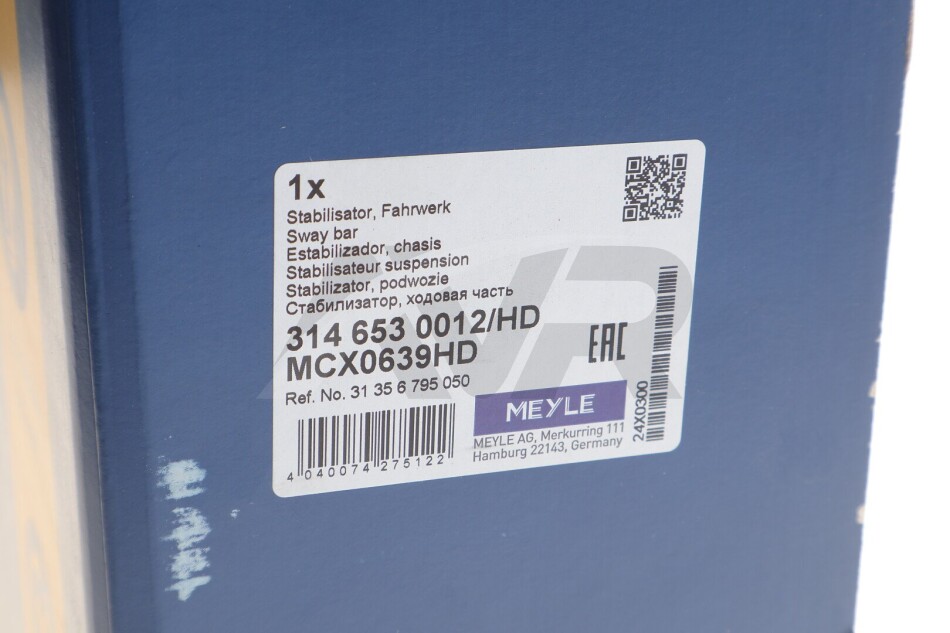 1x
Stabilisator, Fahrwerk
Sway bar
Estabilizador, chasis
Stabilisateur suspension
Stabilizator, podwozie
Стабилизатор, ходовая часть
314 653 0012/HD
MCX0639HD
Ref. No. 31 35 6 795 050
EAC
MEYLE
MEYLE AG, Merkurring 111
Hamburg 22143, Germany
4 040074 275122
24X0300
AVR